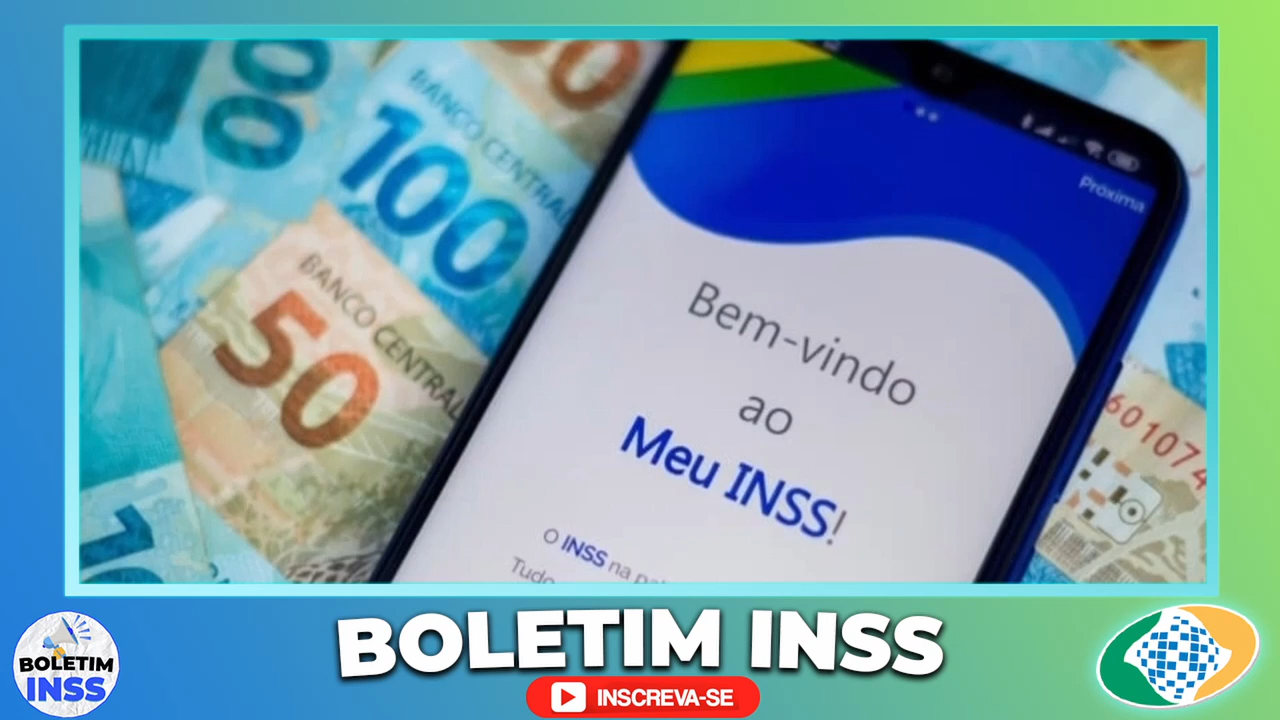 BANCO CENTRAL
100
BANCO CENTRAL
50
Proxima
Bem-vindo
ao
Meu INSS!
O INSS na
Tudo
601074
BOLETIM INSS
INSCREVA-SE
BOLETIM
INSS